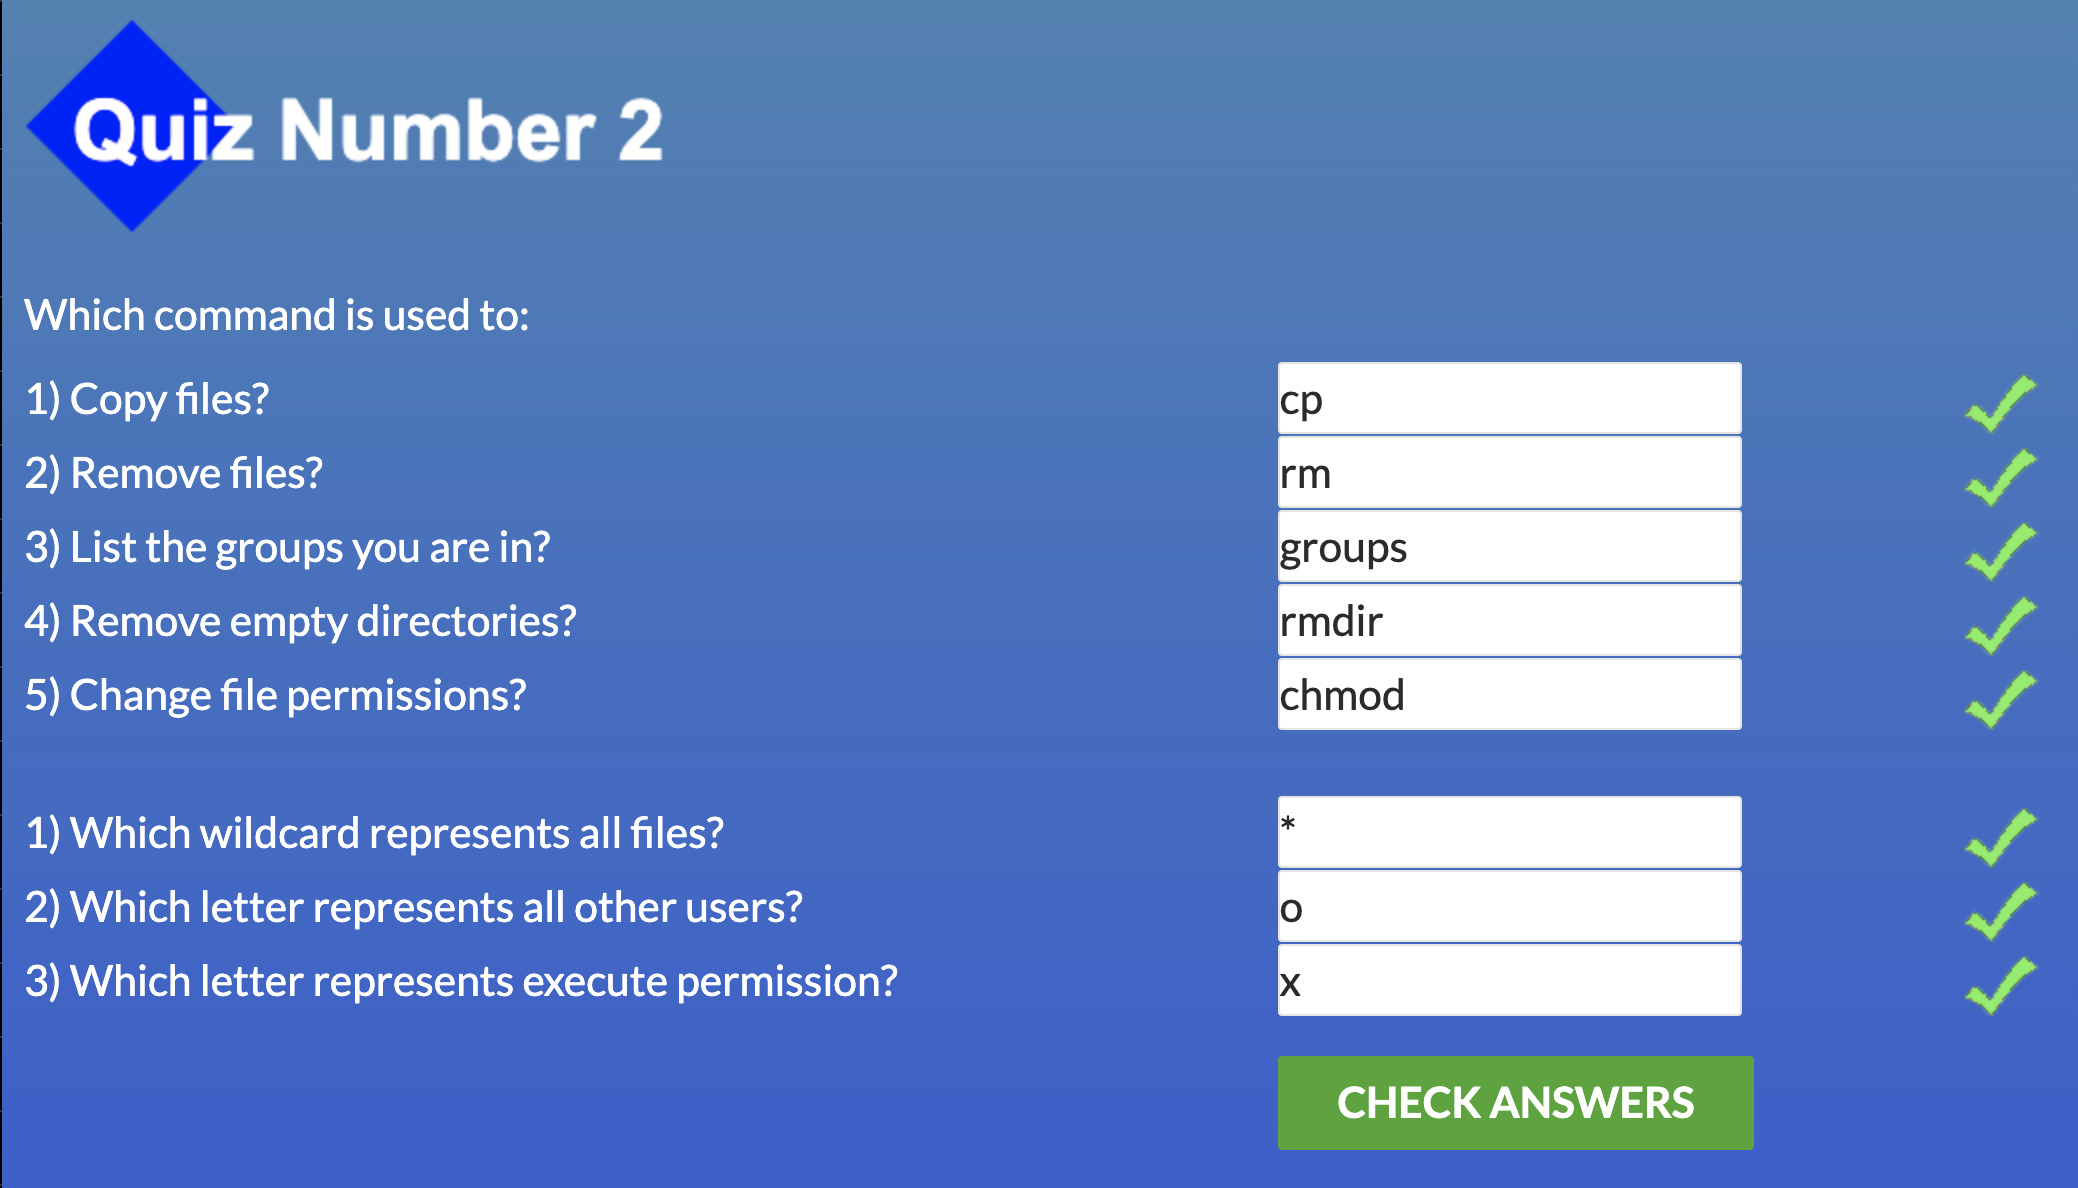 Quiz Number 2
Which command is used to:
1) Copy files? cp
2) Remove files? rm
3) List the groups you are in? groups
4) Remove empty directories? rmdir
5) Change file permissions? chmod
1) Which wildcard represents all files? *
2) Which letter represents all other users? o
3) Which letter represents execute permission? x
CHECK ANSWERS